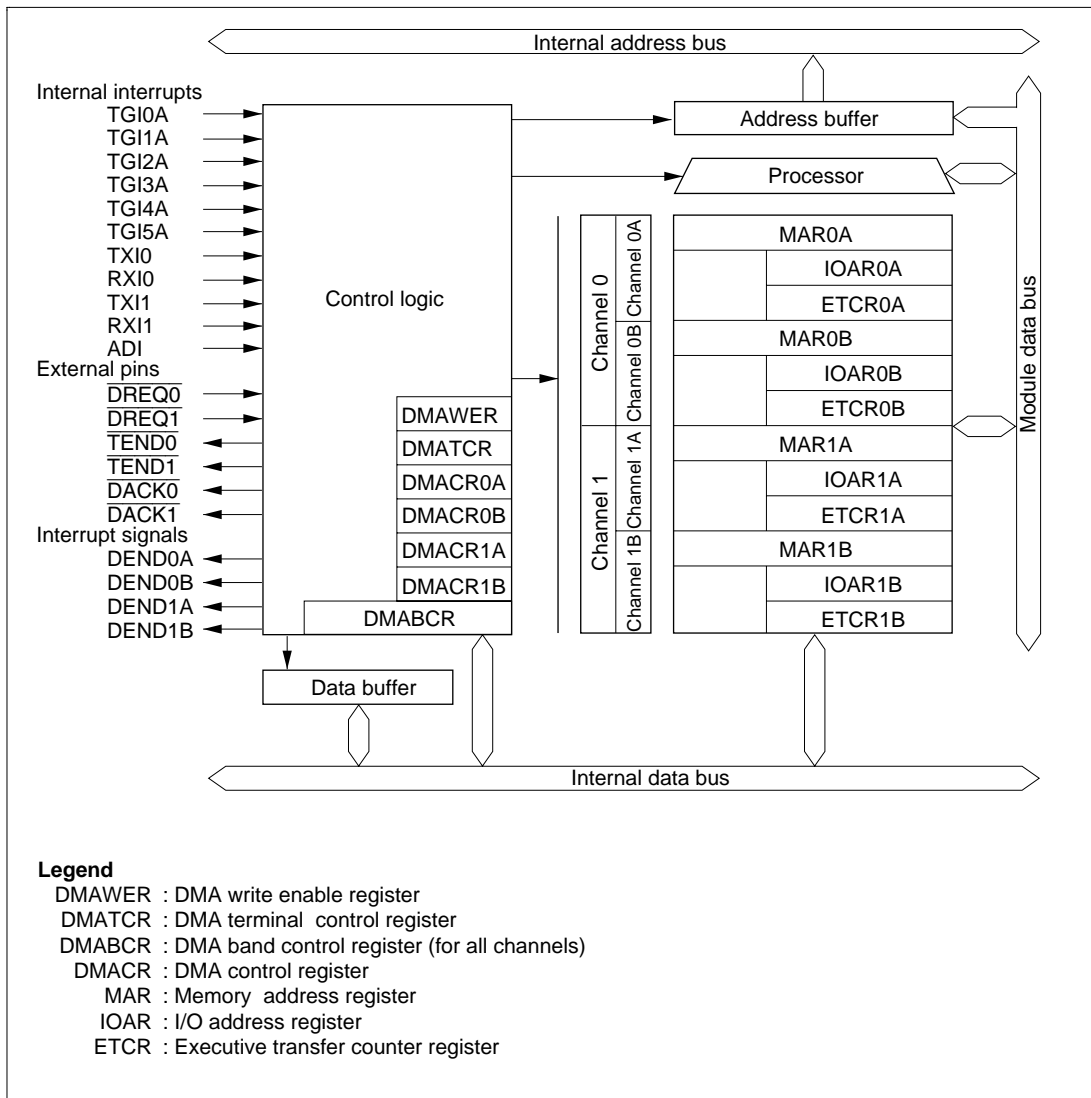 Internal address bus
Internal interrupts
TGI0A
TGI1A
TGI2A
TGI3A
TGI4A
TGI5A
TXI0
RXI0
TXI1
RXI1
ADI
External pins
DREQ0
DREQ1
TEND0
TEND1
DACK0
DACK1
Interrupt signals
DEND0A
DEND0B
DEND1A
DEND1B
Control logic
DMAWER
DMATCR
DMACR0A
DMACR0B
DMACR1A
DMACR1B
DMABCR
Data buffer
Address buffer
Processor
Channel 0
Channel 0A
Channel 0B
Channel 1
Channel 1A
Channel 1B
MAR0A
IOAR0A
ETCR0A
MAR0B
IOAR0B
ETCR0B
MAR1A
IOAR1A
ETCR1A
MAR1B
IOAR1B
ETCR1B
Module data bus
Internal data bus
Legend
DMAWER : DMA write enable register
DMATCR : DMA terminal control register
DMABCR : DMA band control register (for all channels)
DMACR : DMA control register
MAR : Memory address register
IOAR : I/O address register
ETCR : Executive transfer counter register